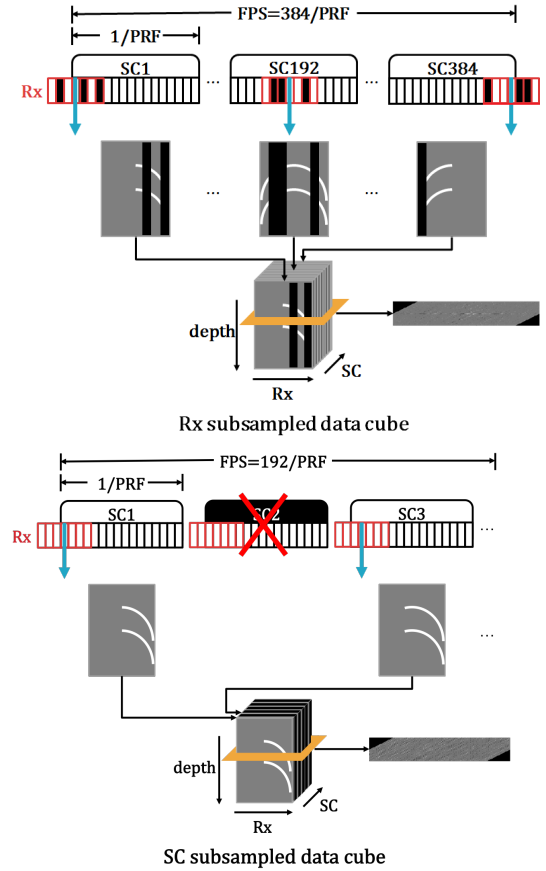 FPS=384/PRF
1/PRF
SC1 ... SC192 ... SC384
Rx
... ...
depth
SC
Rx
Rx subsampled data cube
FPS=192/PRF
1/PRF
SC1 SC2 SC3
Rx ...
...
depth
SC
Rx
SC subsampled data cube